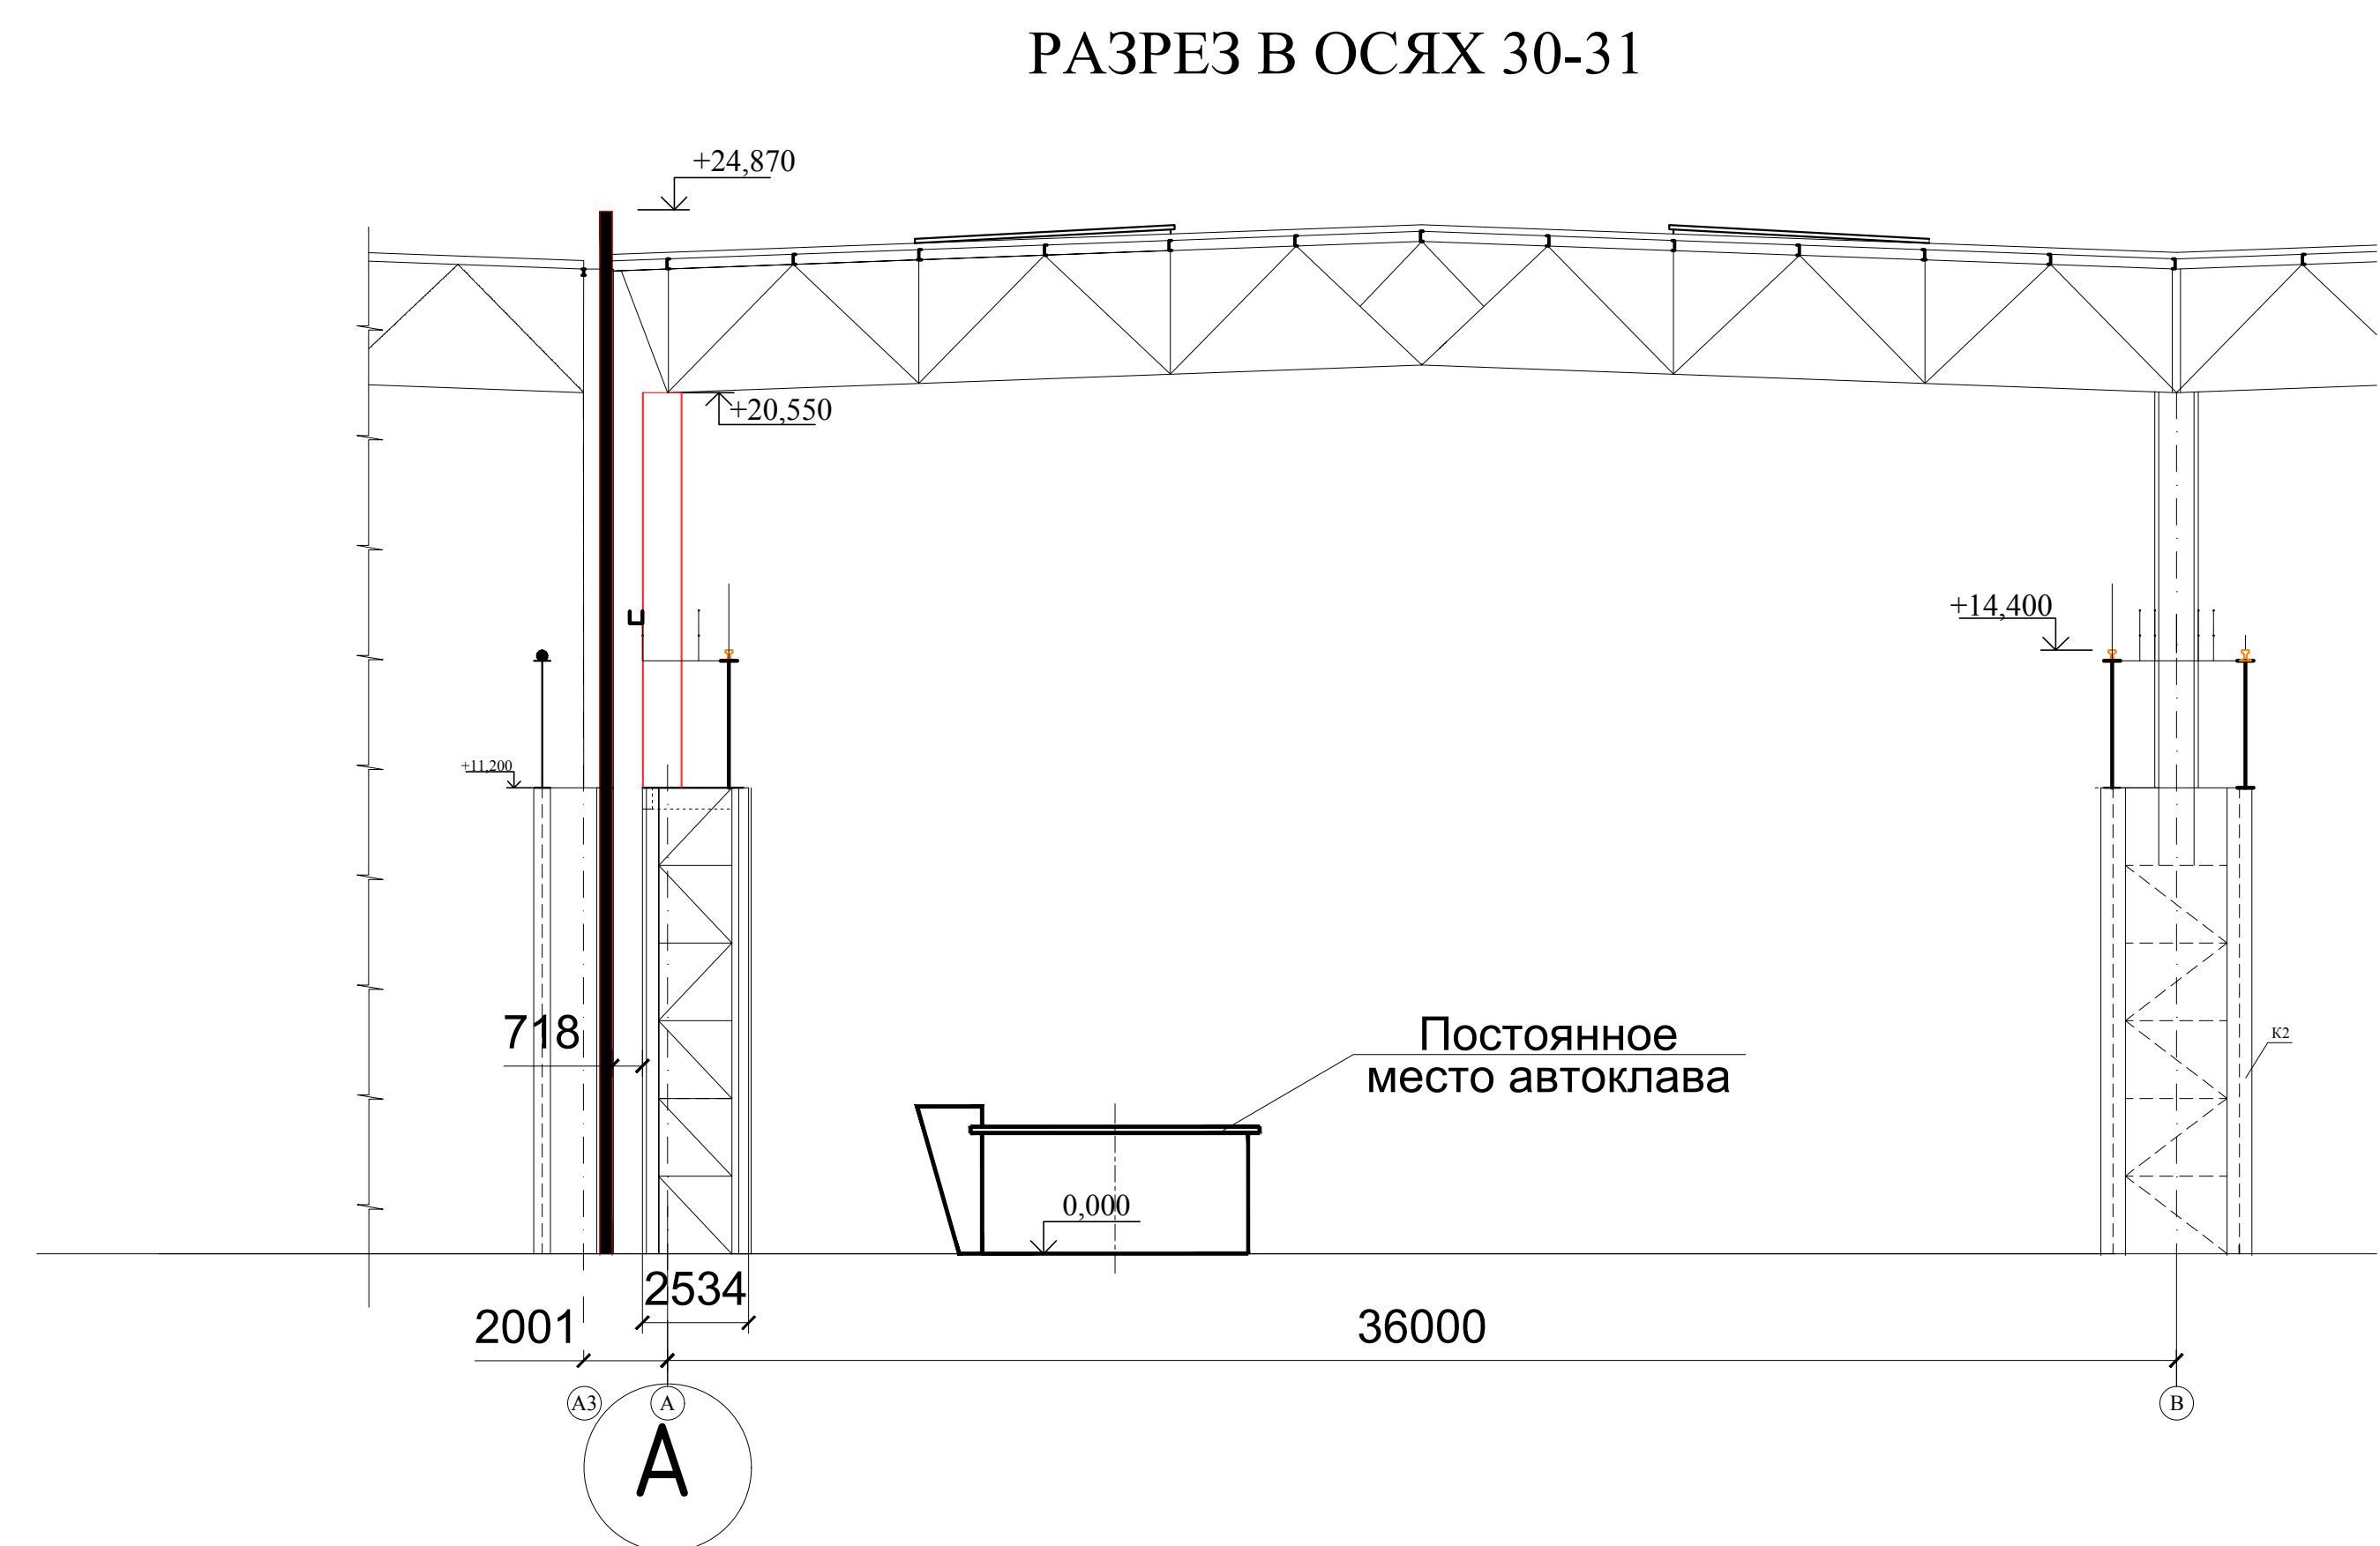 РАЗРЕЗ В ОСЯХ 30-31
+24,870
+20,550
+14,400
+11,200
718
Постоянное
место автоклава
К2
0,000
2534
2001
36000
А3
А
В
А